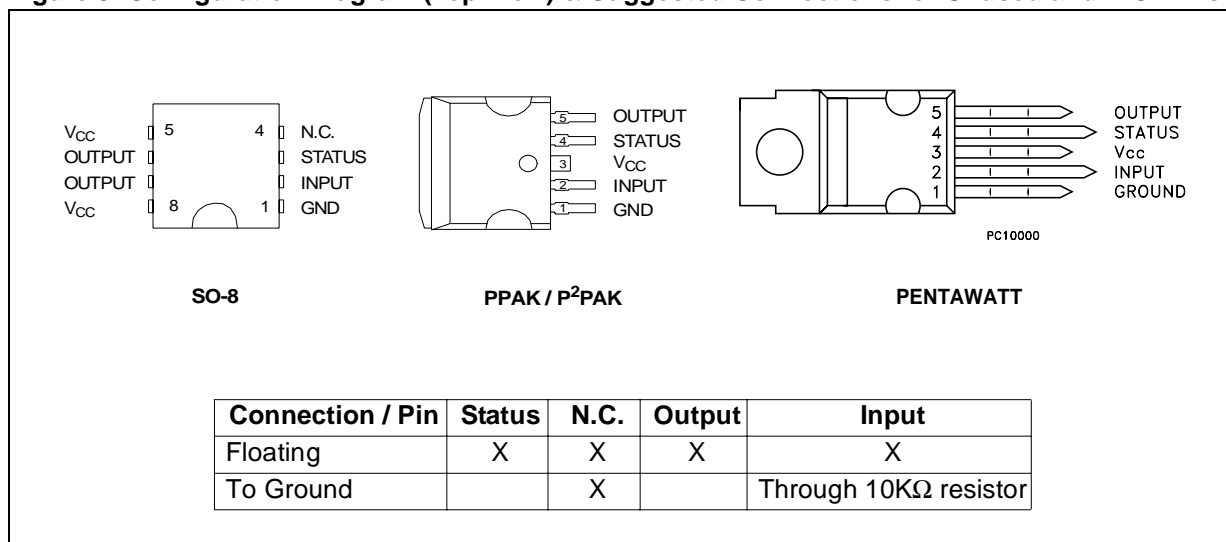 V_CC 5 4 N.C.
OUTPUT STATUS
OUTPUT INPUT
V_CC 8 1 GND
SO-8
5 OUTPUT
4 STATUS
3 V_CC
2 INPUT
1 GND
PPAK / P²PAK
5 OUTPUT
4 STATUS
3 Vcc
2 INPUT
1 GROUND
PC10000
PENTAWATT
Connection / Pin Status N.C. Output Input
Floating X X X X
To Ground X Through 10KΩ resistor